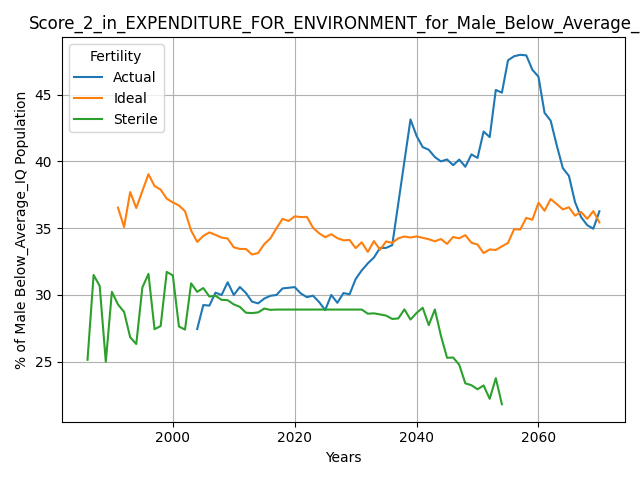 Score_2_in_EXPENDITURE_FOR_ENVIRONMENT_for_Male_Below_Average_
Fertility
Actual
Ideal
Sterile
% of Male Below_Average_IQ Population
45
40
35
30
25
2000 2020 2040 2060
Years